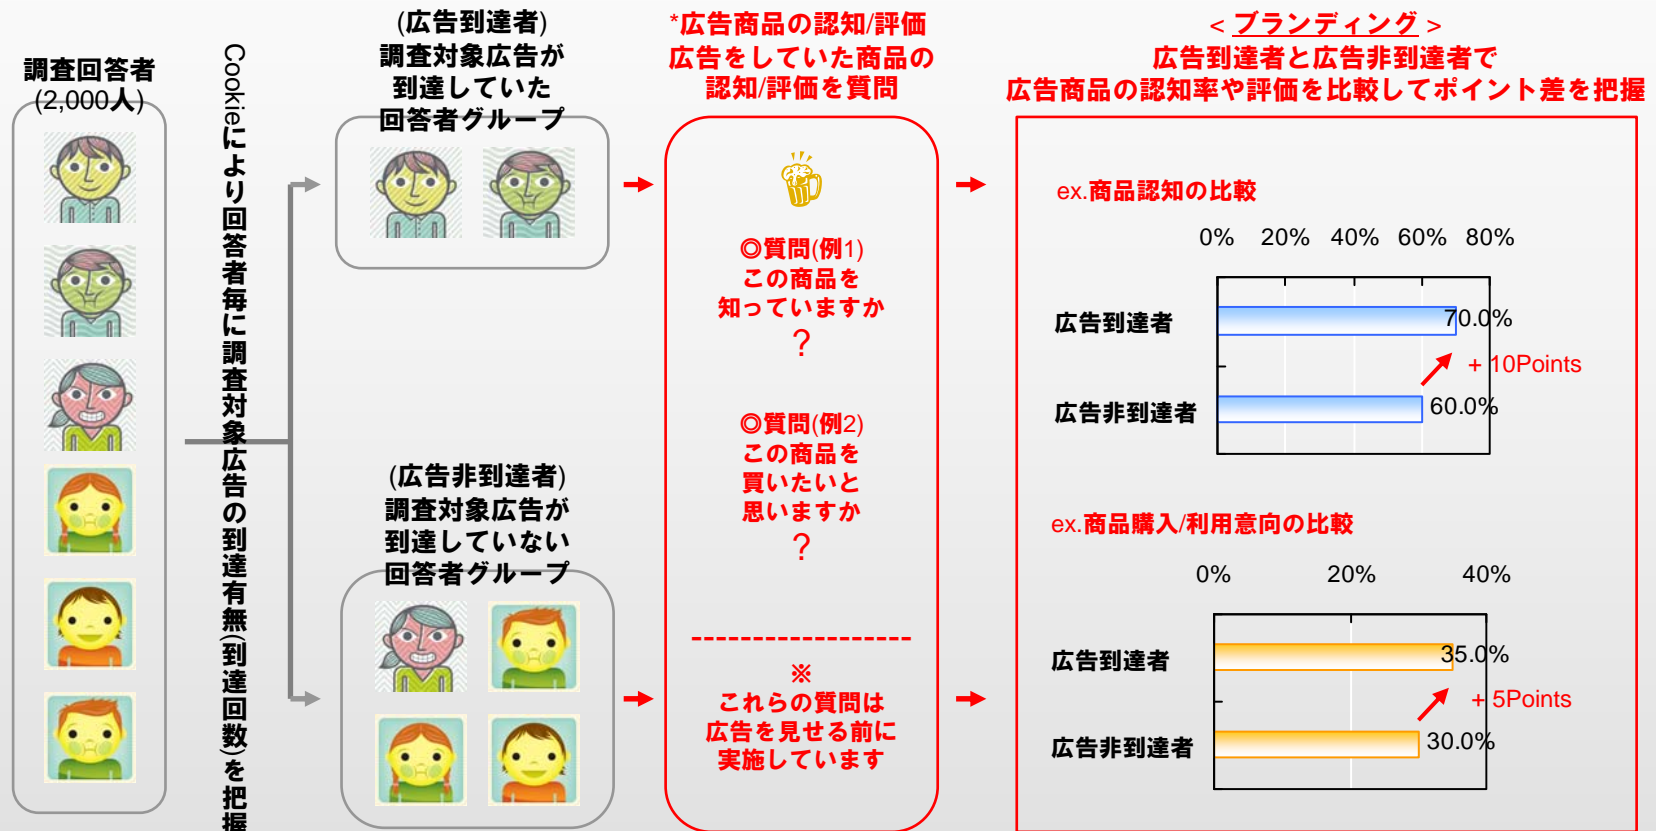 調査回答者
(2,000人)
Cookieにより回答者毎に調査対象広告の到達有無(到達回数)を把握
(広告到達者)
調査対象広告が
到達していた
回答者グループ
(広告非到達者)
調査対象広告が
到達していない
回答者グループ
*広告商品の認知/評価
広告をしていた商品の
認知/評価を質問
◎質問(例1)
この商品を
知っていますか
?
◎質問(例2)
この商品を
買いたいと
思いますか
?
-------------------
※
これらの質問は
広告を見せる前に
実施しています
< ブランディング >
広告到達者と広告非到達者で
広告商品の認知率や評価を比較してポイント差を把握
ex.商品認知の比較
0% 20% 40% 60% 80%
広告到達者 70.0%
+ 10Points
広告非到達者 60.0%
ex.商品購入/利用意向の比較
0% 20% 40%
広告到達者 35.0%
+ 5Points
広告非到達者 30.0%